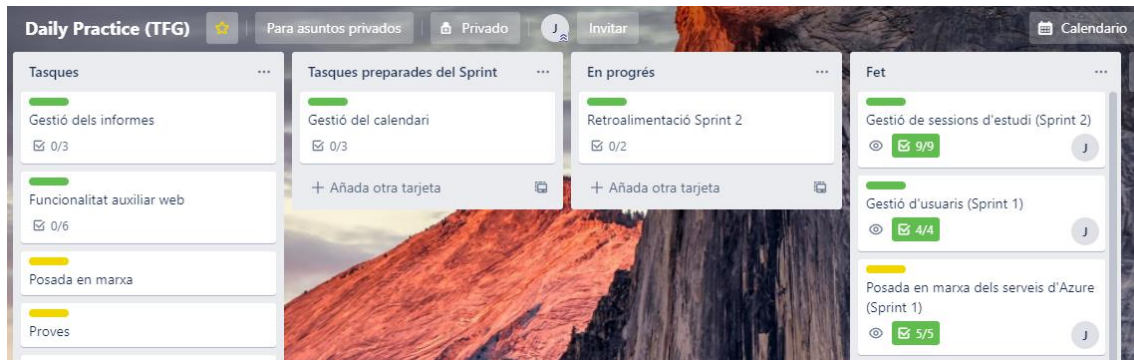 Daily Practice (TFG) Para asuntos privados Privado J Invitar Calendario
Tasques
Gestió dels informes
0/3
Funcionalitat auxiliar web
0/6
Posada en marxa
Proves
Tasques preparades del Sprint
Gestió del calendari
0/3
+ Añada otra tarjeta
En progrés
Retroalimentació Sprint 2
0/2
+ Añada otra tarjeta
Fet
Gestió de sessions d'estudi (Sprint 2)
9/9 J
Gestió d'usuaris (Sprint 1)
4/4 J
Posada en marxa dels serveis d'Azure
(Sprint 1)
5/5 J